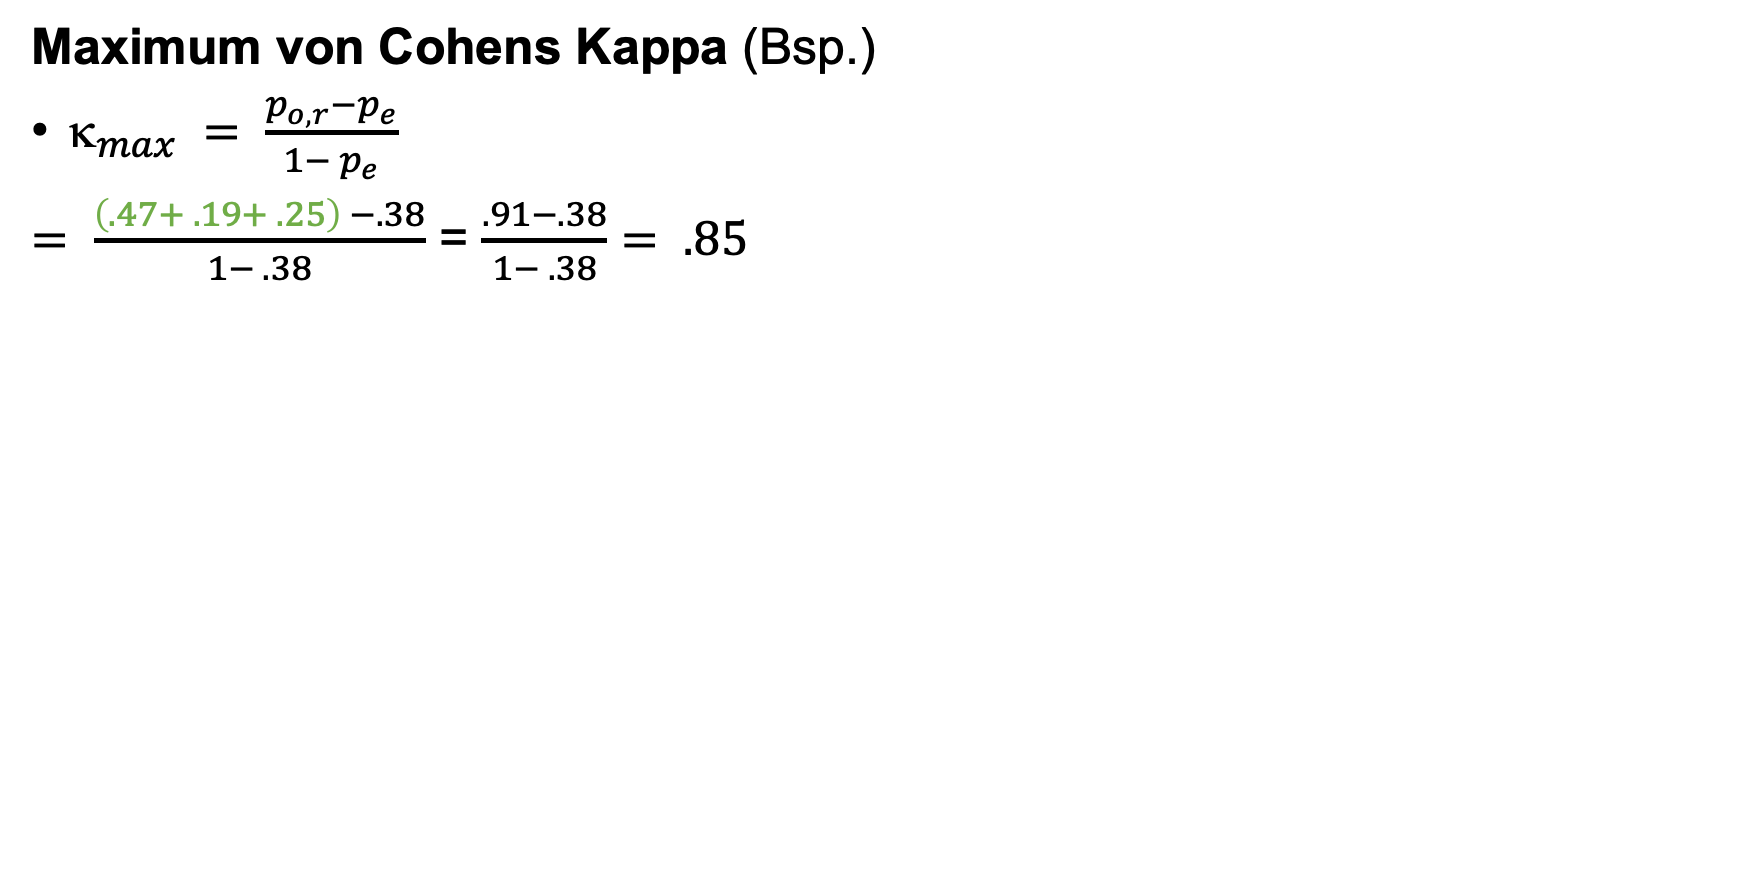 Maximum von Cohens Kappa (Bsp.)
• κ_max = (p_o,r−p_e)/(1− p_e)
= ((.47+ .19+ .25) −.38)/(1− .38) = (.91−.38)/(1− .38) = .85